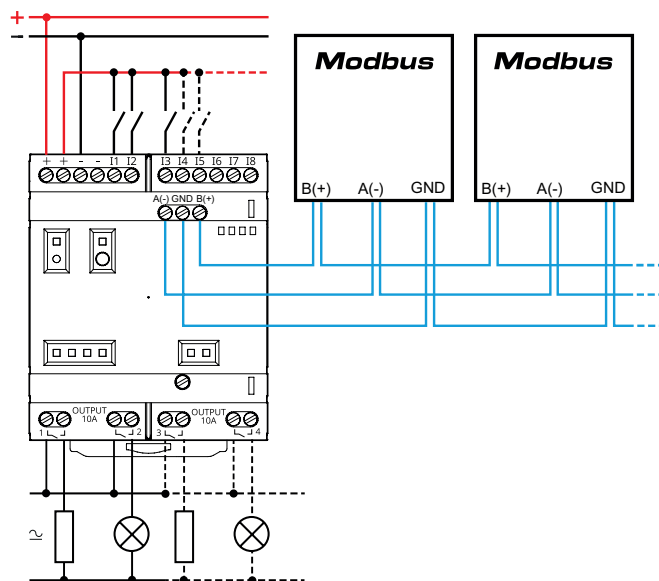 +
-
Modbus Modbus
+ + - - I1 I2 I3 I4 I5 I6 I7 I8
B(+) A(-) GND B(+) A(-) GND
A(-) GND B(+)
OUTPUT OUTPUT
10A 10A
1 2 3 4